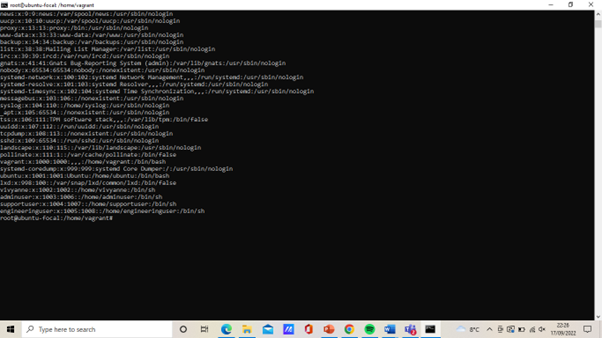 root@ubuntu-focal: /home/vagrant
news:x:9:9:news:/var/spool/news:/usr/sbin/nologin
uucp:x:10:10:uucp:/var/spool/uucp:/usr/sbin/nologin
proxy:x:13:13:proxy:/bin:/usr/sbin/nologin
www-data:x:33:33:www-data:/var/www:/usr/sbin/nologin
backup:x:34:34:backup:/var/backups:/usr/sbin/nologin
list:x:38:38:Mailing List Manager:/var/list:/usr/sbin/nologin
irc:x:39:39:ircd:/var/run/ircd:/usr/sbin/nologin
gnats:x:41:41:Gnats Bug-Reporting System (admin):/var/lib/gnats:/usr/sbin/nologin
nobody:x:65534:65534:nobody:/nonexistent:/usr/sbin/nologin
systemd-network:x:100:102:systemd Network Management,,,:/run/systemd:/usr/sbin/nologin
systemd-resolve:x:101:103:systemd Resolver,,,:/run/systemd:/usr/sbin/nologin
systemd-timesync:x:102:104:systemd Time Synchronization,,,:/run/systemd:/usr/sbin/nologin
messagebus:x:103:106::/nonexistent:/usr/sbin/nologin
syslog:x:104:110::/home/syslog:/usr/sbin/nologin
_apt:x:105:65534::/nonexistent:/usr/sbin/nologin
tss:x:106:111:TPM software stack,,,:/var/lib/tpm:/bin/false
uuidd:x:107:112::/run/uuidd:/usr/sbin/nologin
tcpdump:x:108:113::/nonexistent:/usr/sbin/nologin
sshd:x:109:65534::/run/sshd:/usr/sbin/nologin
landscape:x:110:115::/var/lib/landscape:/usr/sbin/nologin
pollinate:x:111:1::/var/cache/pollinate:/bin/false
vagrant:x:1000:1000:,,,:/home/vagrant:/bin/bash
systemd-coredump:x:999:999:systemd Core Dumper:/:/usr/sbin/nologin
ubuntu:x:1001:1001:Ubuntu:/home/ubuntu:/bin/bash
lxd:x:998:100::/var/snap/lxd/common/lxd:/bin/false
vivyanne:x:1002:1002::/home/vivyanne:/bin/sh
adminuser:x:1003:1006::/home/adminuser:/bin/sh
supportuser:x:1004:1007::/home/supportuser:/bin/sh
engineeringuser:x:1005:1008::/home/engineeringuser:/bin/sh
root@ubuntu-focal:/home/vagrant#
Type here to search
8°C
22:26
17/09/2022